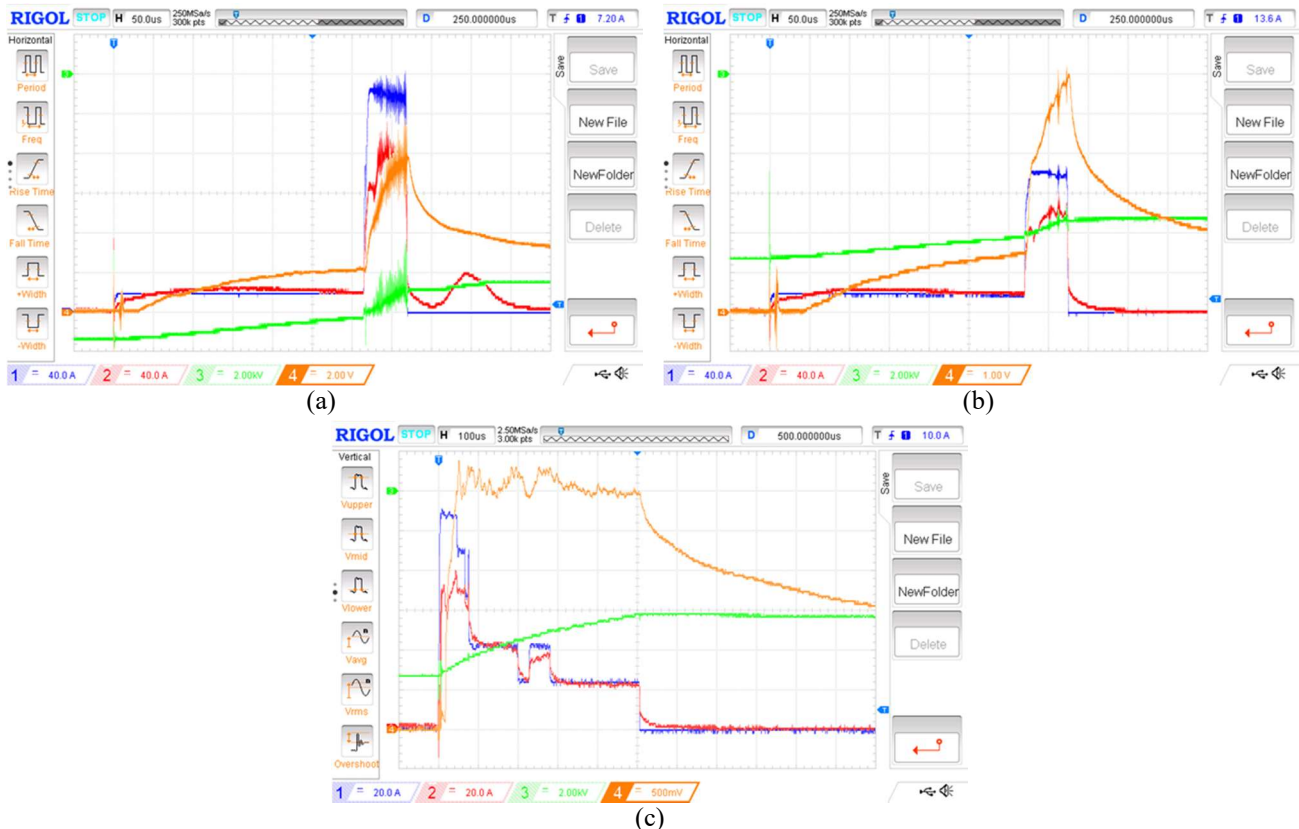 RIGOL STOP H 50.0us 250MSa/s 300k pts D 250.000000us T 1 7.20 A
Horizontal
Period
Freq
Rise Time
Fall Time
+Width
-Width
3
T
4
T
Save
Save
New File
NewFolder
Delete
1 = 40.0 A 2 = 40.0 A 3 = 2.00kV 4 = 2.00 V
(a)
RIGOL STOP H 50.0us 250MSa/s 300k pts D 250.000000us T 1 13.6 A
Horizontal
Period
Freq
Rise Time
Fall Time
+Width
-Width
3
T
4
T
Save
Save
New File
NewFolder
Delete
1 = 40.0 A 2 = 40.0 A 3 = 2.00kV 4 = 1.00 V
(b)
RIGOL STOP H 100us 2.50MSa/s 3.00k pts D 500.000000us T 1 10.0 A
Vertical
Vupper
Vmid
Vlower
Vavg
Vrms
Overshoot
3
T
4
T
Save
Save
New File
NewFolder
Delete
1 = 20.0 A 2 = 20.0 A 3 = 2.00kV 4 = 500mV
(c)